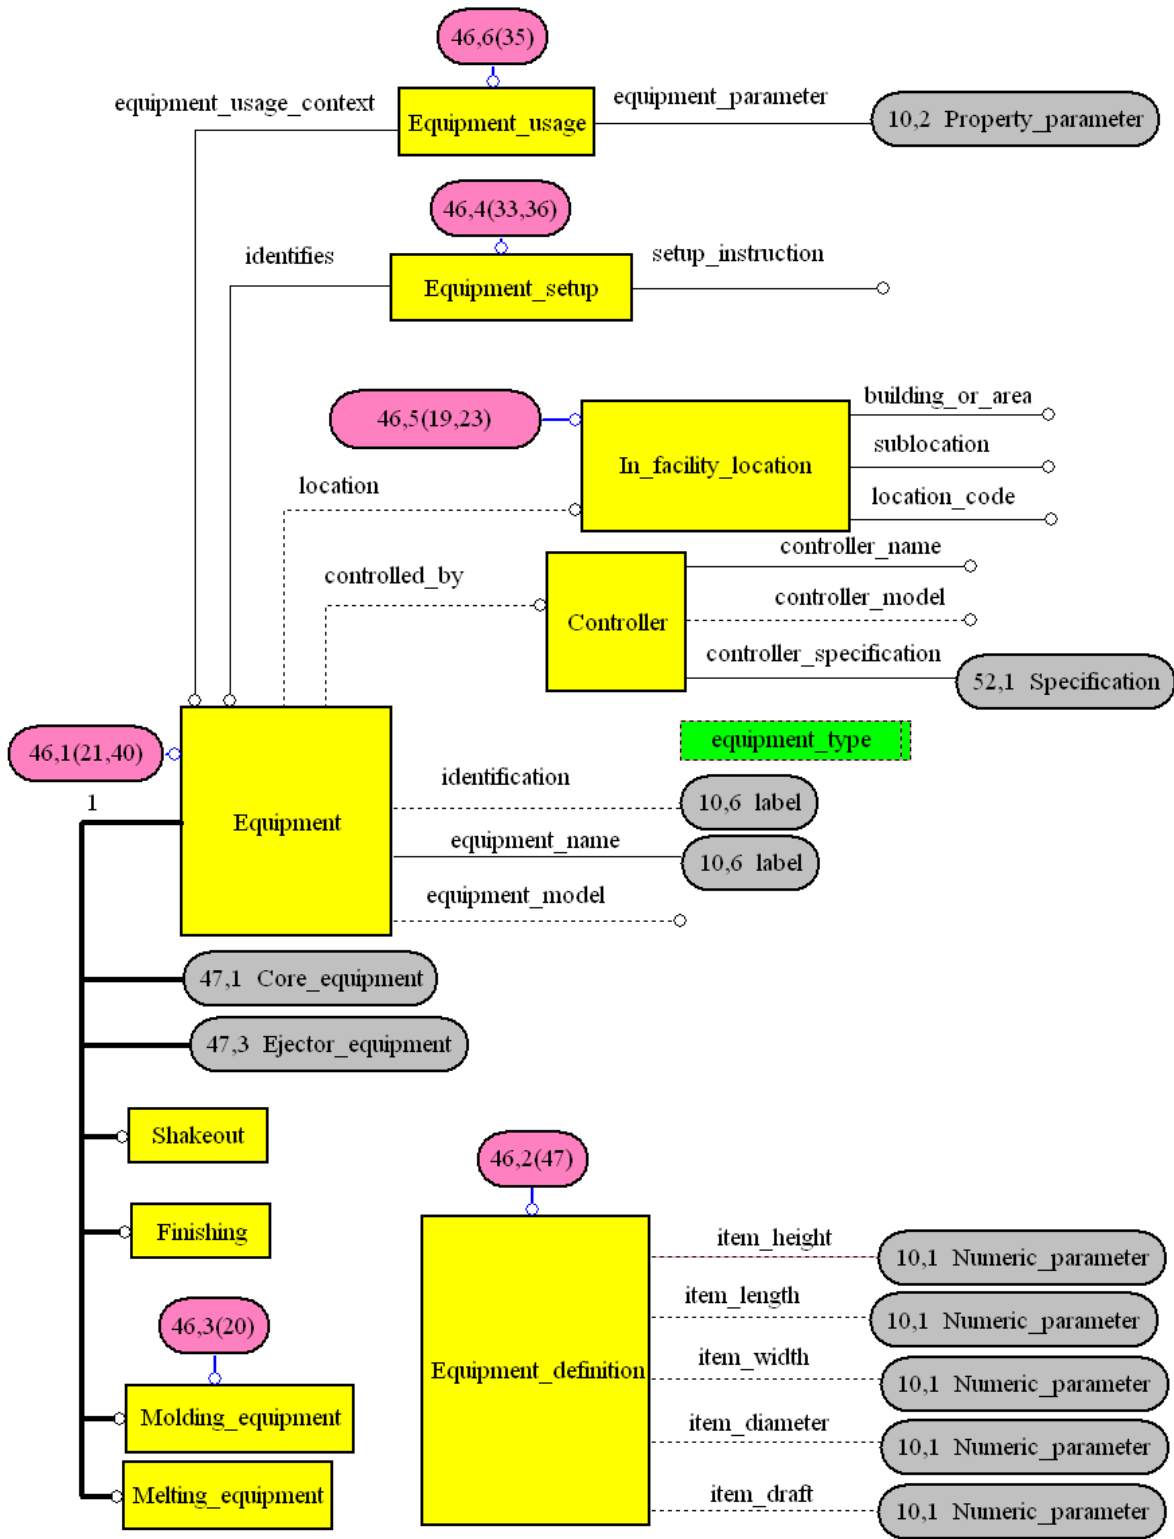 46,6(35)
equipment_usage_context
Equipment_usage
equipment_parameter
10,2 Property_parameter
46,4(33,36)
identifies
Equipment_setup
setup_instruction
46,5(19,23)
In_facility_location
building_or_area
sublocation
location_code
location
controlled_by
Controller
controller_name
controller_model
controller_specification
52,1 Specification
46,1(21,40)
1
Equipment
equipment_type
identification
10,6 label
equipment_name
10,6 label
equipment_model
47,1 Core_equipment
47,3 Ejector_equipment
Shakeout
Finishing
46,3(20)
Molding_equipment
Melting_equipment
46,2(47)
Equipment_definition
item_height
10,1 Numeric_parameter
item_length
10,1 Numeric_parameter
item_width
10,1 Numeric_parameter
item_diameter
10,1 Numeric_parameter
item_draft
10,1 Numeric_parameter